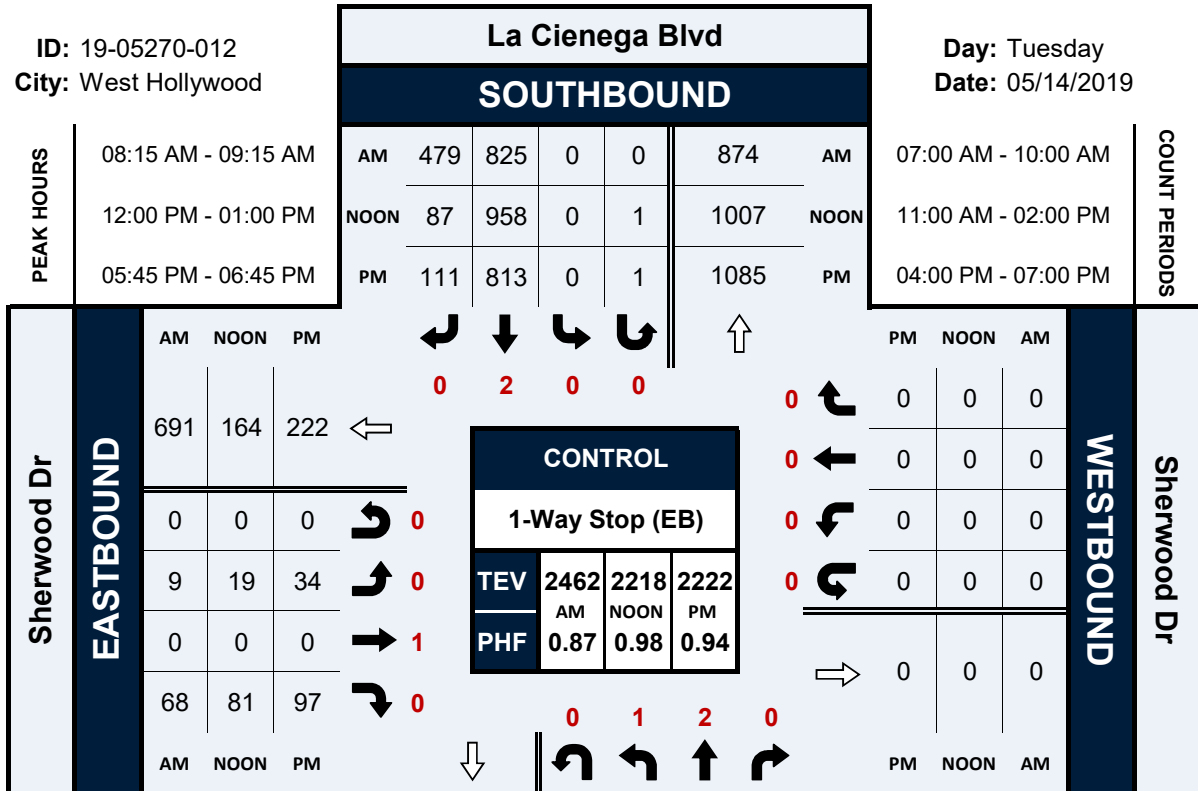 La Cienega Blvd
SOUTHBOUND
ID: 19-05270-012
City: West Hollywood
Day: Tuesday
Date: 05/14/2019
PEAK HOURS
08:15 AM - 09:15 AM
12:00 PM - 01:00 PM
05:45 PM - 06:45 PM
AM 479 825 0 0 874 AM
NOON 87 958 0 1 1007 NOON
PM 111 813 0 1 1085 PM
07:00 AM - 10:00 AM
11:00 AM - 02:00 PM
04:00 PM - 07:00 PM
COUNT PERIODS
0 2 0 0
Sherwood Dr
EASTBOUND
AM NOON PM
691 164 222
0 0 0 0
9 19 34 0
0 0 0 1
68 81 97 0
AM NOON PM
CONTROL
1-Way Stop (EB)
TEV 2462 2218 2222
AM NOON PM
PHF 0.87 0.98 0.94
0 1 2 0
PM NOON AM
0 0 0 0
0 0 0 0
0 0 0 0
0 0 0 0
0 0 0
PM NOON AM
WESTBOUND
Sherwood Dr